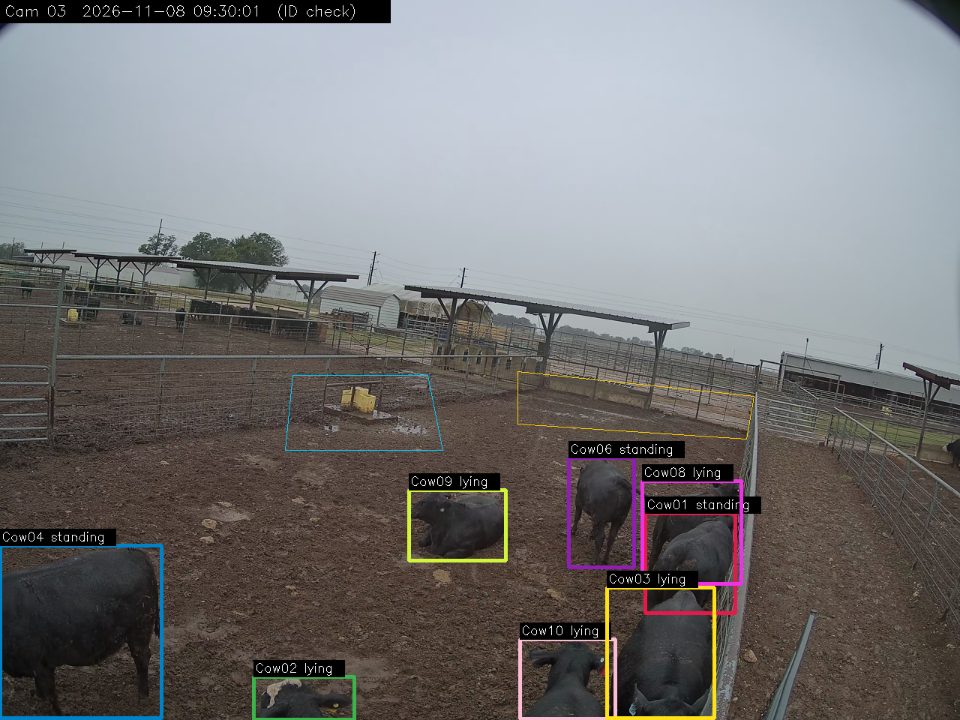 Cam 03  2026-11-08 09:30:01  (ID check)
Cow06 standing
Cow08 lying
Cow09 lying
Cow01 standing
Cow04 standing
Cow03 lying
Cow10 lying
Cow02 lying